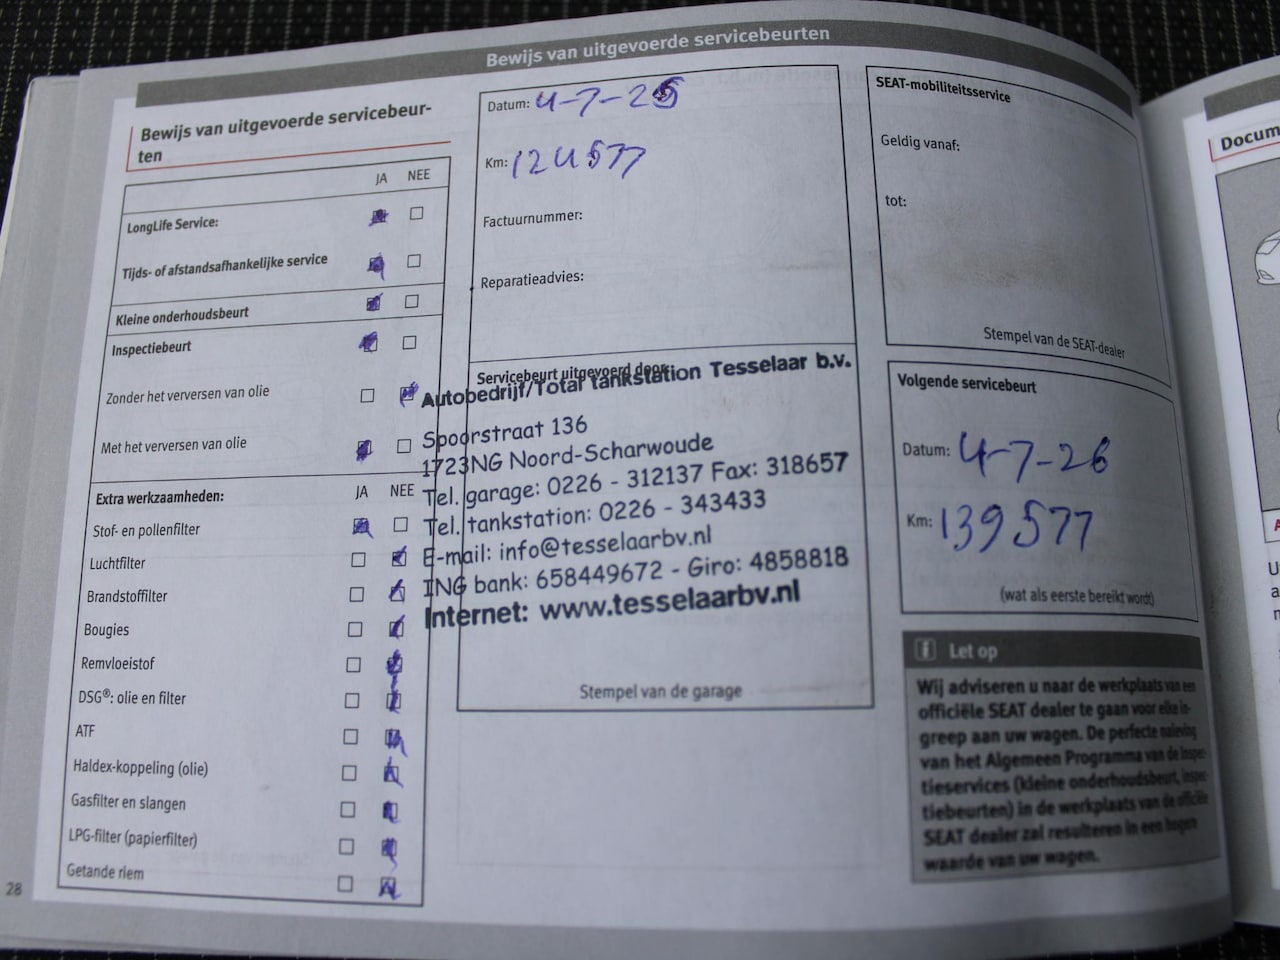 Bewijs van uitgevoerde servicebeurten
Bewijs van uitgevoerde servicebeur-
ten
JA NEE
LongLife Service:
Tijds- of afstandsafhankelijke service
Kleine onderhoudsbeurt
Inspectiebeurt
Zonder het verversen van olie
Met het verversen van olie
Extra werkzaamheden: JA NEE
Stof- en pollenfilter
Luchtfilter
Brandstoffilter
Bougies
Remvloeistof
DSG®: olie en filter
ATF
Haldex-koppeling (olie)
Gasfilter en slangen
LPG-filter (papierfilter)
Getande riem
28
Datum: 4-7-25
Km: 124577
Factuurnummer:
Reparatieadvies:
Servicebeurt uitgevoerd door:
Autobedrijf/Total tankstation Tesselaar b.v.
Spoorstraat 136
1723NG Noord-Scharwoude
Tel. garage: 0226 - 312137 Fax: 318657
Tel. tankstation: 0226 - 343433
E-mail: info@tesselaarbv.nl
ING bank: 658449672 - Giro: 4858818
Internet: www.tesselaarbv.nl
Stempel van de garage
SEAT-mobiliteitsservice
Geldig vanaf:
tot:
Stempel van de SEAT-dealer
Volgende servicebeurt
Datum: 4-7-26
Km: 139577
(wat als eerste bereikt wordt)
Let op
Wij adviseren u naar de werkplaats van een
officiële SEAT dealer te gaan voor elke in-
greep aan uw wagen. De perfecte naleving
van het Algemeen Programma van de Inspec-
tieservices (kleine onderhoudsbeurt, inspec-
tiebeurten) in de werkplaats van de officiële
SEAT dealer zal resulteren in een hogere
waarde van uw wagen.
Docum